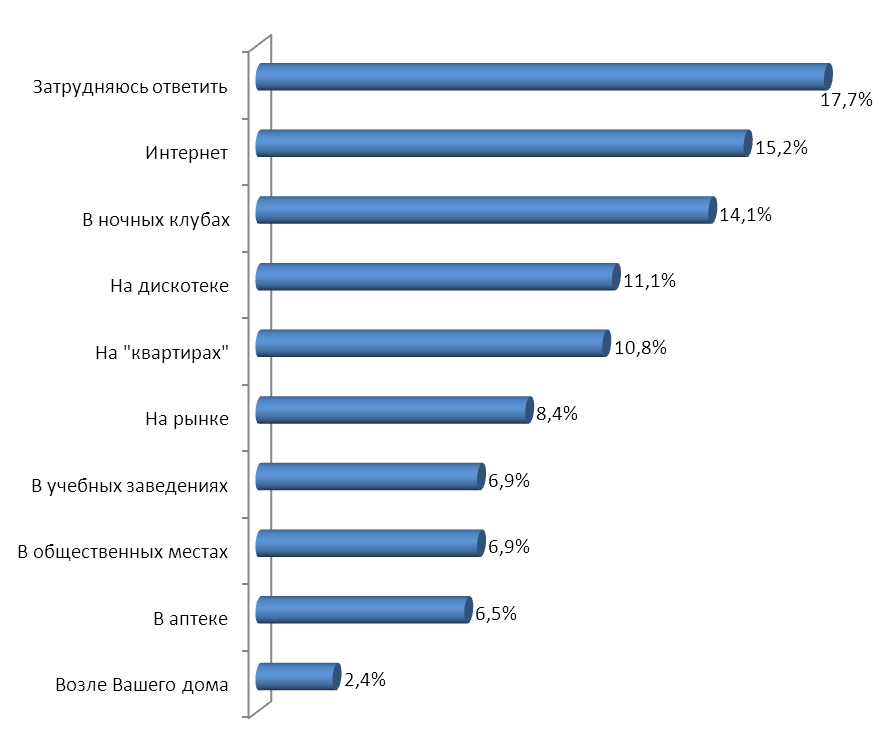 Затрудняюсь ответить
17,7%
Интернет
15,2%
В ночных клубах
14,1%
На дискотеке
11,1%
На "квартирах"
10,8%
На рынке
8,4%
В учебных заведениях
6,9%
В общественных местах
6,9%
В аптеке
6,5%
Возле Вашего дома
2,4%